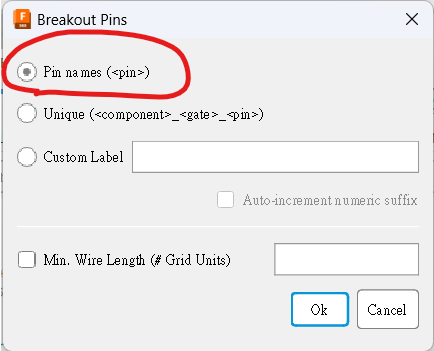 Breakout Pins
Pin names (<pin>)
Unique (<component>_<gate>_<pin>)
Custom Label
Auto-increment numeric suffix
Min. Wire Length (# Grid Units)
Ok Cancel